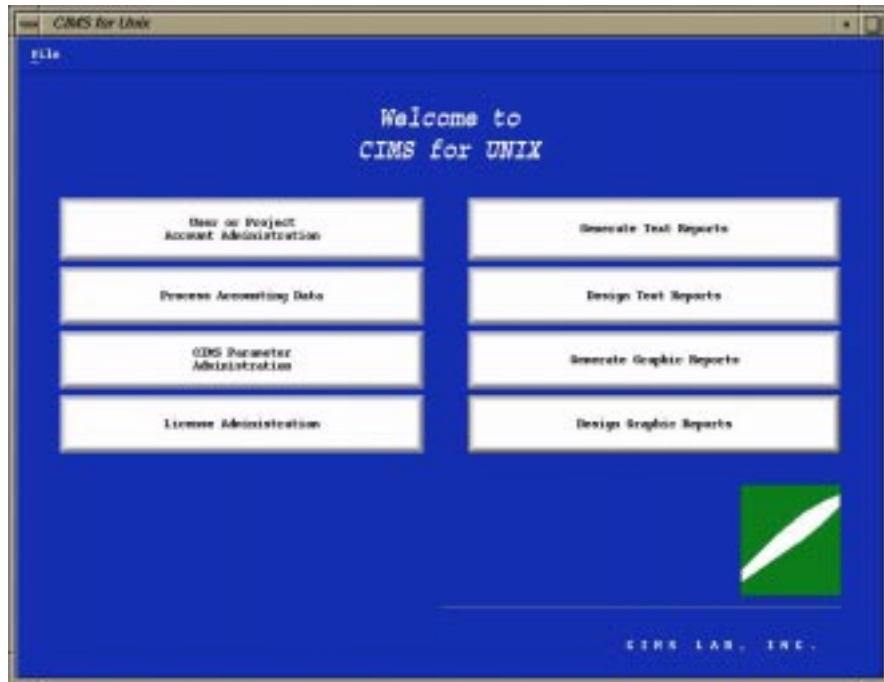 CIMS for Unix
File
Welcome to
CIMS for UNIX
User or Project
Account Administration
Process Accounting Data
CIMS Parameter
Administration
License Administration
Generate Text Reports
Design Text Reports
Generate Graphic Reports
Design Graphic Reports
CIMS LAB, INC.